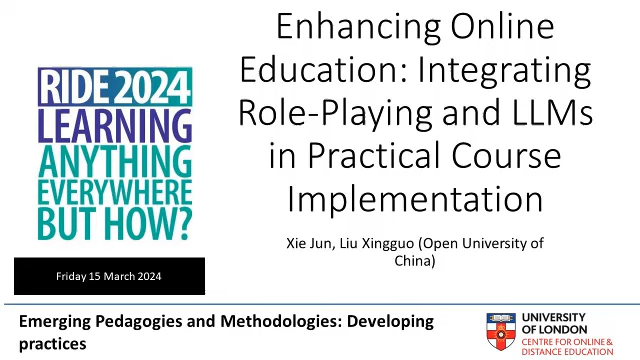 Enhancing Online
Education: Integrating
Role-Playing and LLMs
in Practical Course
Implementation
RIDE 2024
LEARNING
ANYTHING
EVERYWHERE
BUT HOW?
Xie Jun, Liu Xingguo (Open University of
China)
Friday 15 March 2024
Emerging Pedagogies and Methodologies: Developing
practices
UNIVERSITY
OF LONDON
CENTRE FOR ONLINE &
DISTANCE EDUCATION